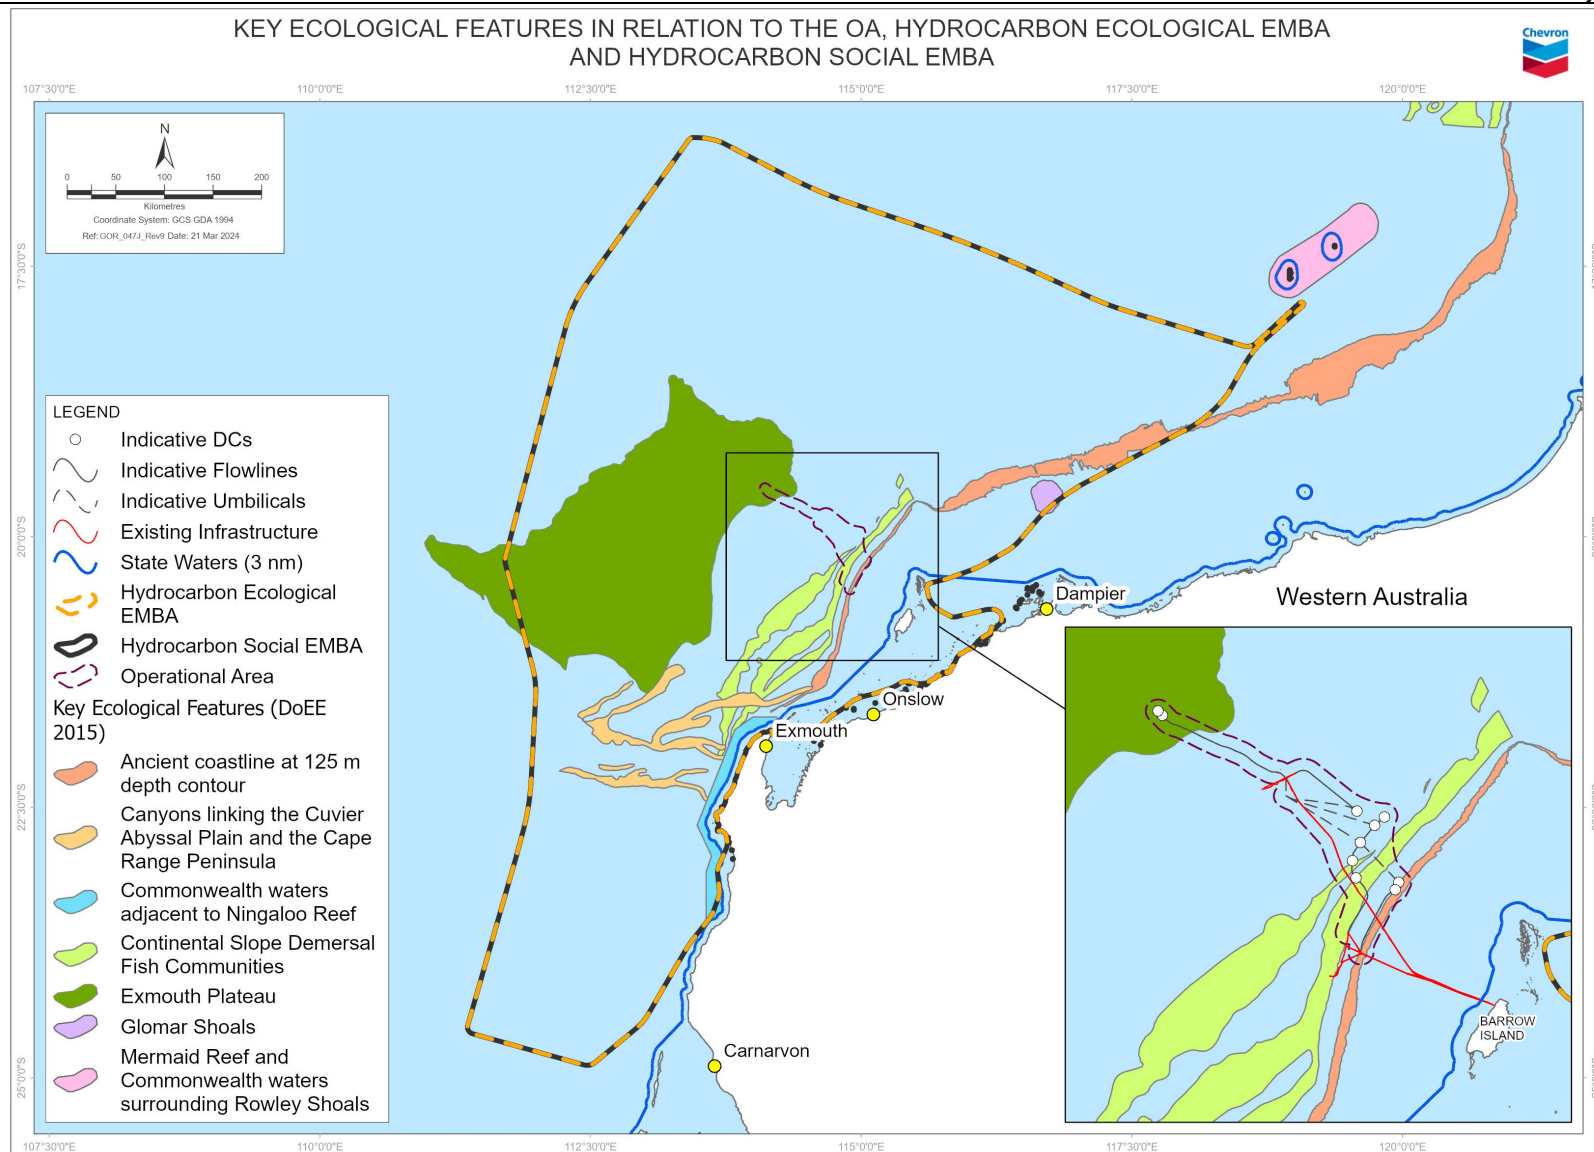 KEY ECOLOGICAL FEATURES IN RELATION TO THE OA, HYDROCARBON ECOLOGICAL EMBA
AND HYDROCARBON SOCIAL EMBA
Chevron
107°30'0"E 110°0'0"E 112°30'0"E 115°0'0"E 117°30'0"E 120°0'0"E
N
0 50 100 150 200
Kilometres
Coordinate System: GCS GDA 1994
Ref: GOR_047J_Rev9 Date: 21 Mar 2024
17°30'0"S
20°0'0"S
22°30'0"S
25°0'0"S
LEGEND
Indicative DCs
Indicative Flowlines
Indicative Umbilicals
Existing Infrastructure
State Waters (3 nm)
Hydrocarbon Ecological
EMBA
Hydrocarbon Social EMBA
Operational Area
Key Ecological Features (DoEE
2015)
Ancient coastline at 125 m
depth contour
Canyons linking the Cuvier
Abyssal Plain and the Cape
Range Peninsula
Commonwealth waters
adjacent to Ningaloo Reef
Continental Slope Demersal
Fish Communities
Exmouth Plateau
Glomar Shoals
Mermaid Reef and
Commonwealth waters
surrounding Rowley Shoals
Dampier
Western Australia
Onslow
Exmouth
Carnarvon
BARROW
ISLAND
107°30'0"E 110°0'0"E 112°30'0"E 115°0'0"E 117°30'0"E 120°0'0"E